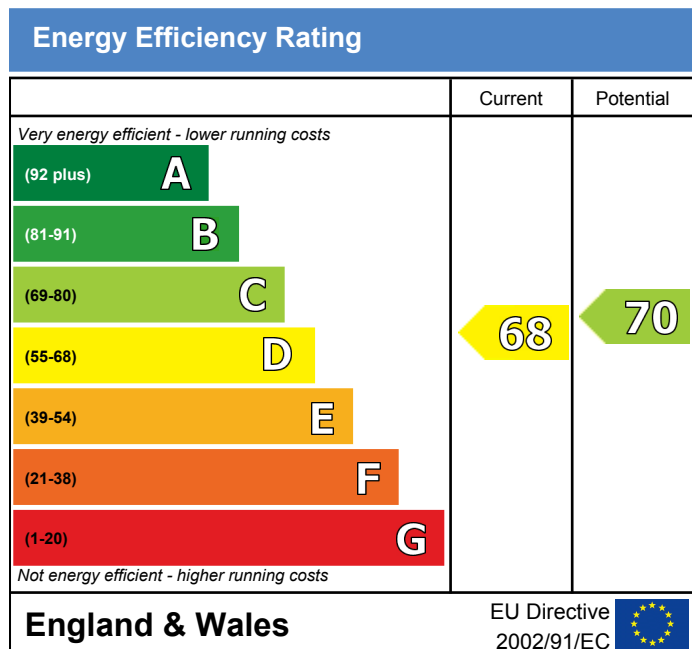 Energy Efficiency Rating
Current Potential
Very energy efficient - lower running costs
(92 plus) A
(81-91) B
(69-80) C
(55-68) D
68
70
(39-54) E
(21-38) F
(1-20) G
Not energy efficient - higher running costs
England & Wales
EU Directive
2002/91/EC